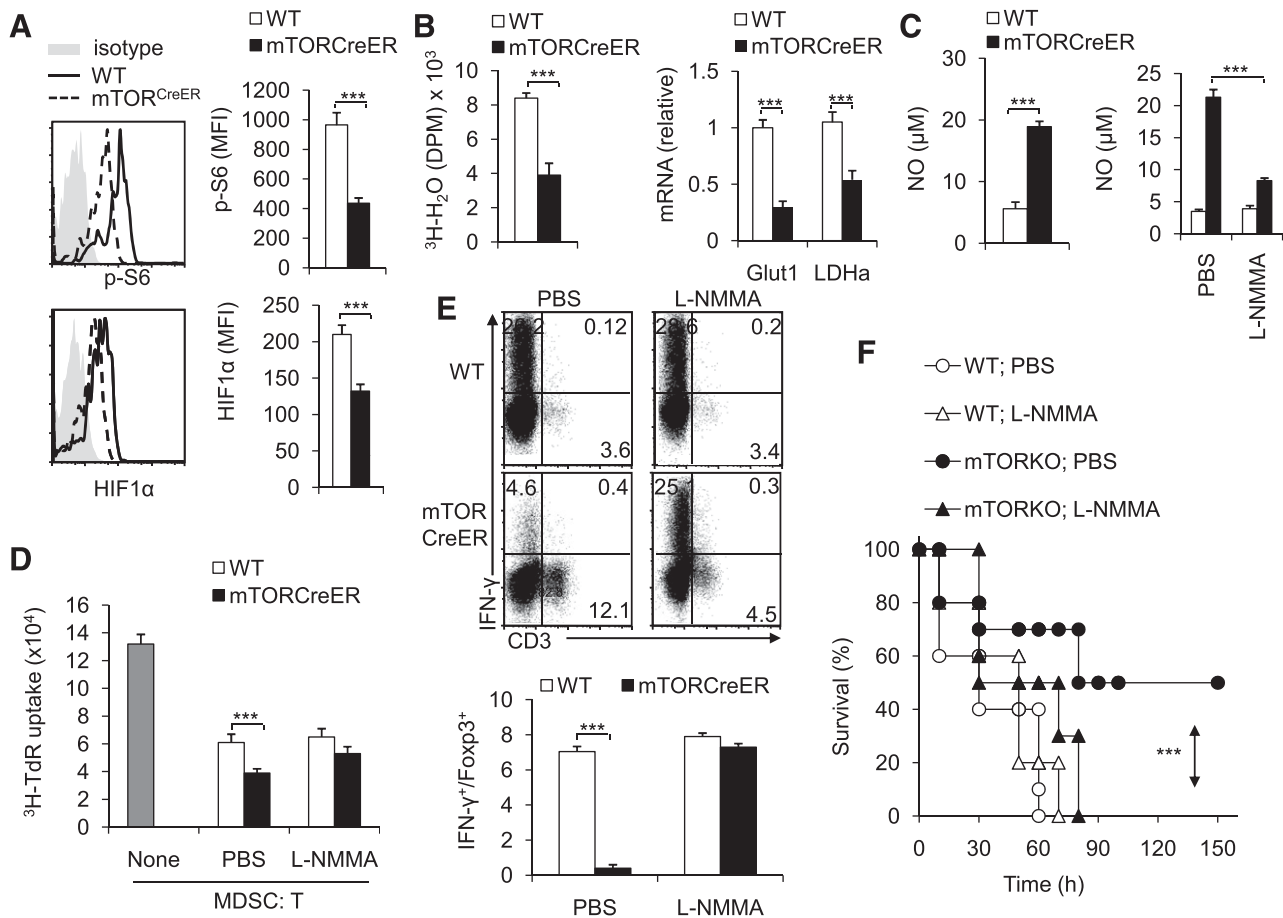 A
isotype
WT
mTORCreER
p-S6
HIF1α
WT
mTORCreER
p-S6 (MFI)
1200
1000
800
600
400
200
0
***
HIF1α (MFI)
250
200
150
100
50
0
***
B
WT
mTORCreER
3H-H2O (DPM) x 103
10
8
6
4
2
0
***
mRNA (relative)
1.5
1
0.5
0
***
***
Glut1 LDHa
C
WT
mTORCreER
NO (µM)
30
20
10
0
***
NO (µM)
25
20
15
10
5
0
***
PBS
L-NMMA
D
WT
mTORCreER
3H-TdR uptake (x104)
16
14
12
10
8
6
4
2
0
***
None PBS L-NMMA
MDSC: T
E
PBS L-NMMA
WT
0.12
3.6
0.2
3.4
mTOR
CreER
4.6 0.4
12.1
25 0.3
4.5
IFN-γ
CD3
WT mTORCreER
IFN-γ+/Foxp3+
10
8
6
4
2
0
***
PBS L-NMMA
F
WT; PBS
WT; L-NMMA
mTORKO; PBS
mTORKO; L-NMMA
Survival (%)
100
80
60
40
20
0
***
0 30 60 90 120 150
Time (h)